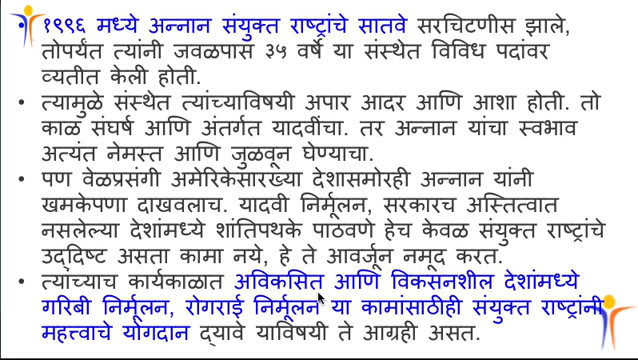 • १९९६ मध्ये अन्नान संयुक्त राष्ट्रांचे सातवे सरचिटणीस झाले,
तोपर्यंत त्यांनी जवळपास ३५ वर्षे या संस्थेत विविध पदांवर
व्यतीत केली होती.
• त्यामुळे संस्थेत त्यांच्याविषयी अपार आदर आणि आशा होती. तो
काळ संघर्ष आणि अंतर्गत यादवींचा. तर अन्नान यांचा स्वभाव
अत्यंत नेमस्त आणि जुळवून घेण्याचा.
• पण वेळप्रसंगी अमेरिकेसारख्या देशासमोरही अन्नान यांनी
खमकेपणा दाखवलाच. यादवी निर्मूलन, सरकारच अस्तित्वात
नसलेल्या देशांमध्ये शांतिपथके पाठवणे हेच केवळ संयुक्त राष्ट्रांचे
उद्दिष्ट असता कामा नये, हे ते आवर्जून नमूद करत.
• त्यांच्याच कार्यकाळात अविकसित आणि विकसनशील देशांमध्ये
गरिबी निर्मूलन, रोगराई निर्मूलन या कामांसाठीही संयुक्त राष्ट्रांनी
महत्त्वाचे योगदान द्यावे याविषयी ते आग्रही असत.